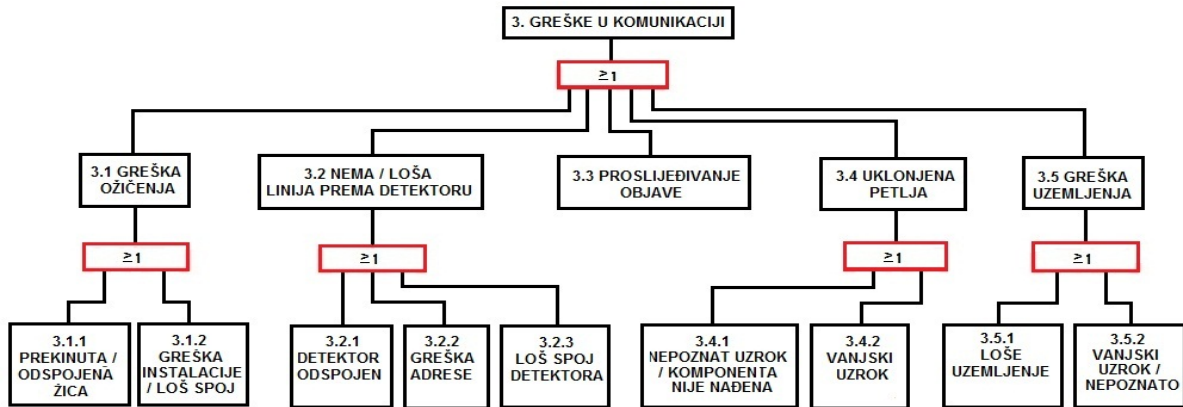 3. GREŠKE U KOMUNIKACIJI
≥1
3.1 GREŠKA
OŽIČENJA
3.2 NEMA / LOŠA
LINIJA PREMA DETEKTORU
3.3 PROSLIJEĐIVANJE
OBJAVE
3.4 UKLONJENA
PETLJA
3.5 GREŠKA
UZEMLJENJA
≥1
≥1
≥1
≥1
3.1.1
PREKINUTA /
ODSPOJENA
ŽICA
3.1.2
GREŠKA
INSTALACIJE
/ LOŠ SPOJ
3.2.1
DETEKTOR
ODSPOJEN
3.2.2
GREŠKA
ADRESE
3.2.3
LOŠ SPOJ
DETEKTORA
3.4.1
NEPOZNAT UZROK
/ KOMPONENTA
NIJE NAĐENA
3.4.2
VANJSKI
UZROK
3.5.1
LOŠE
UZEMLJENJE
3.5.2
VANJSKI
UZROK /
NEPOZNATO